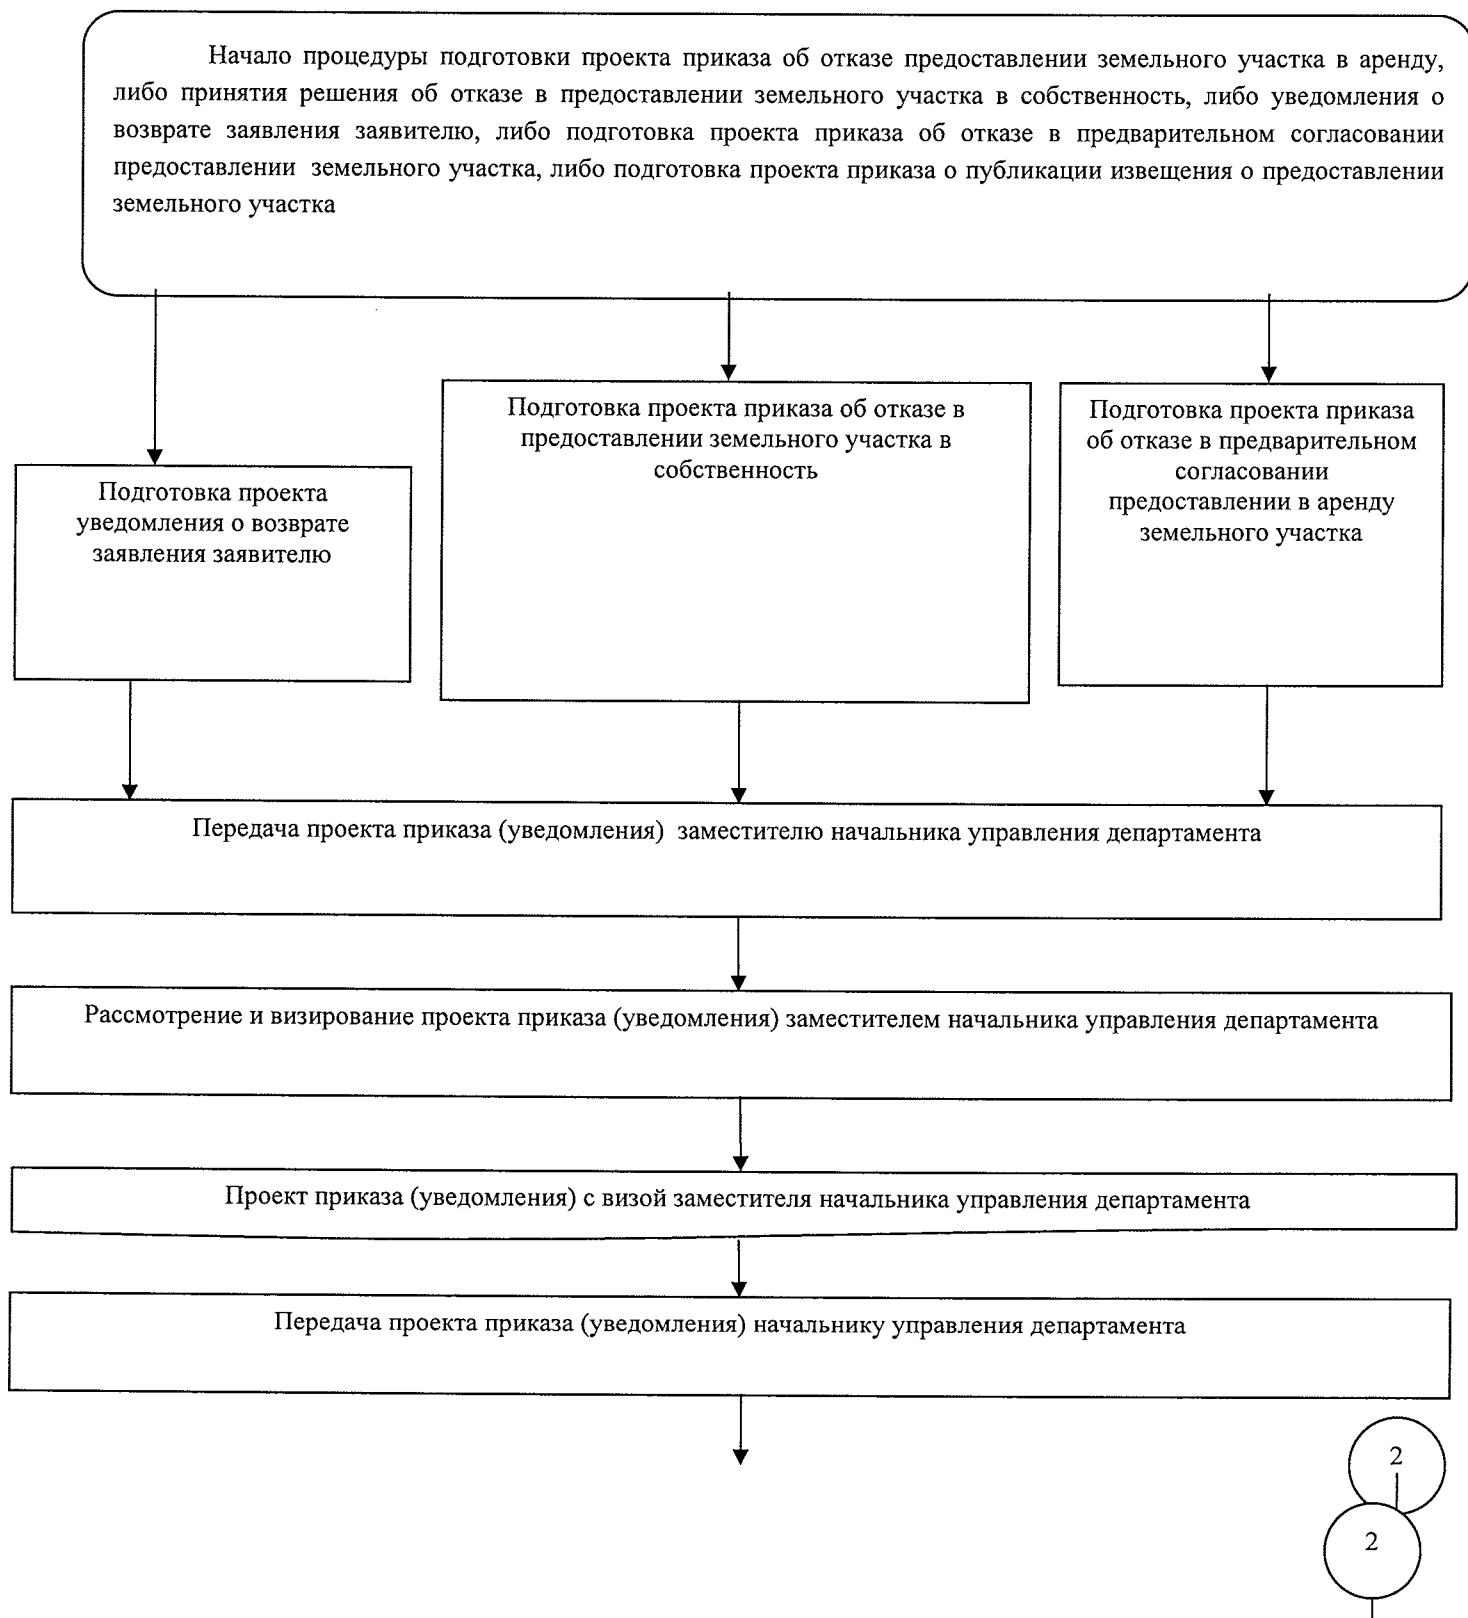 Начало процедуры подготовки проекта приказа об отказе предоставлении земельного участка в аренду,
либо принятия решения об отказе в предоставлении земельного участка в собственность, либо уведомления о
возврате заявления заявителю, либо подготовка проекта приказа об отказе в предварительном согласовании
предоставлении земельного участка, либо подготовка проекта приказа о публикации извещения о предоставлении
земельного участка
Подготовка проекта
уведомления о возврате
заявления заявителю
Подготовка проекта приказа об отказе в
предоставлении земельного участка в
собственность
Подготовка проекта приказа
об отказе в предварительном
согласовании
предоставлении в аренду
земельного участка
Передача проекта приказа (уведомления) заместителю начальника управления департамента
Рассмотрение и визирование проекта приказа (уведомления) заместителем начальника управления департамента
Проект приказа (уведомления) с визой заместителя начальника управления департамента
Передача проекта приказа (уведомления) начальнику управления департамента
2
2